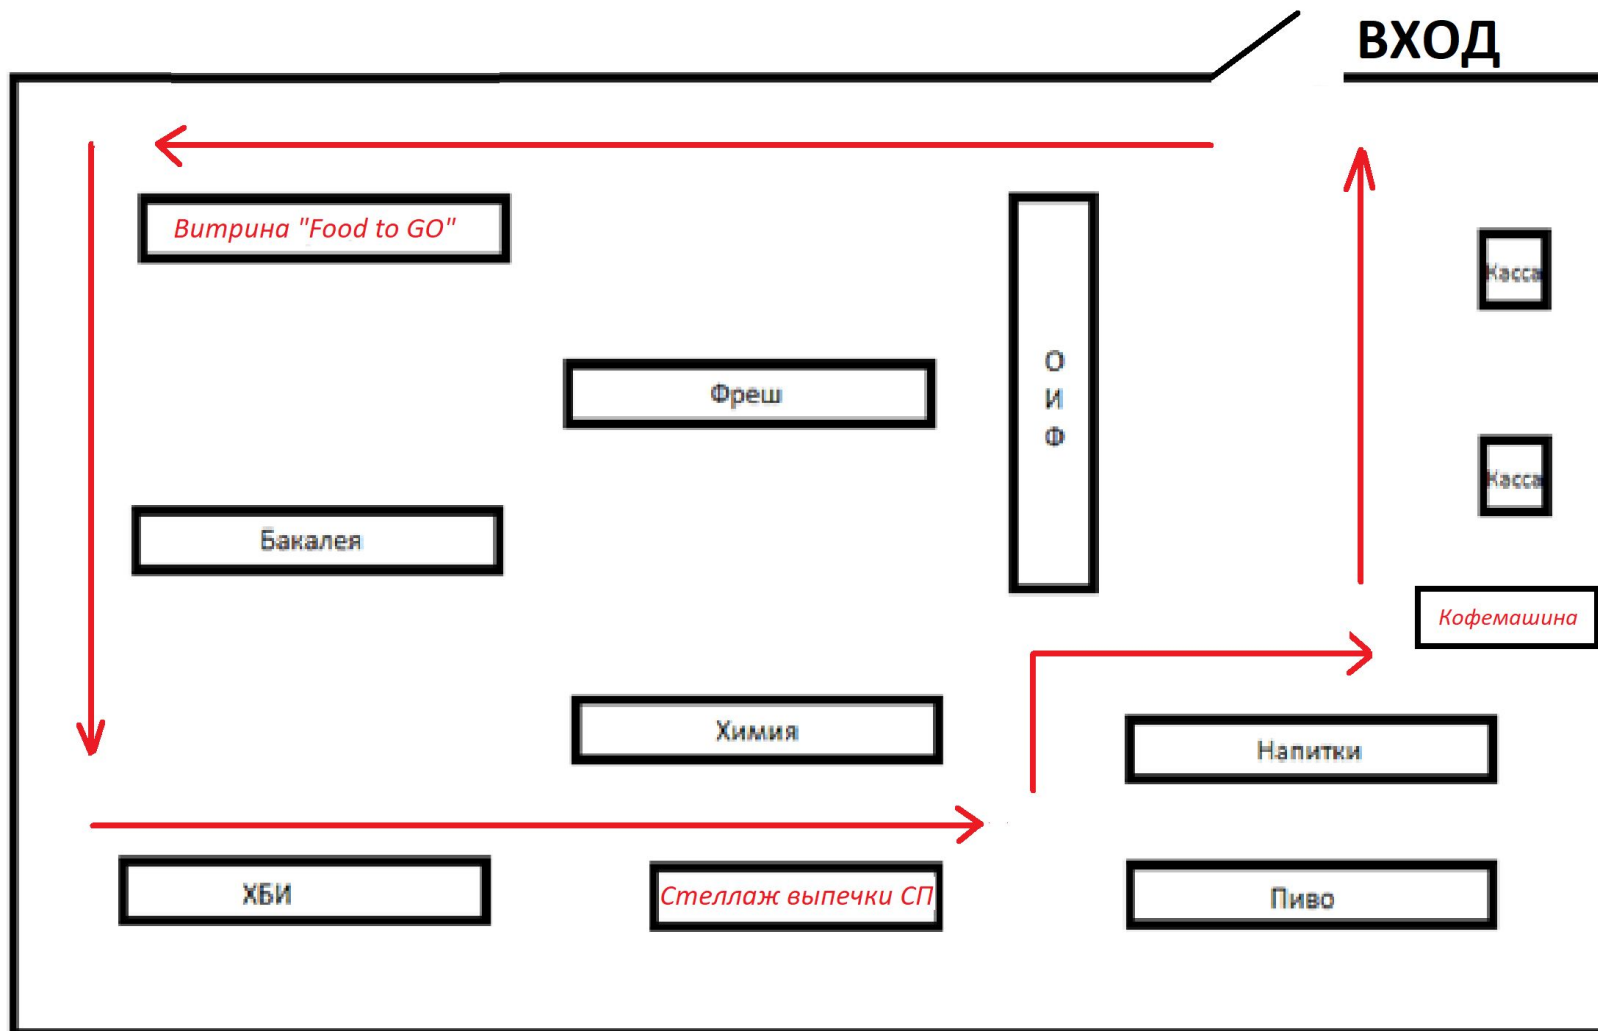 ВХОД
Витрина "Food to GO"
Касса
Фреш
О
И
Ф
Касса
Бакалея
Кофемашина
Химия
Напитки
ХБИ
Стеллаж выпечки СП
Пиво